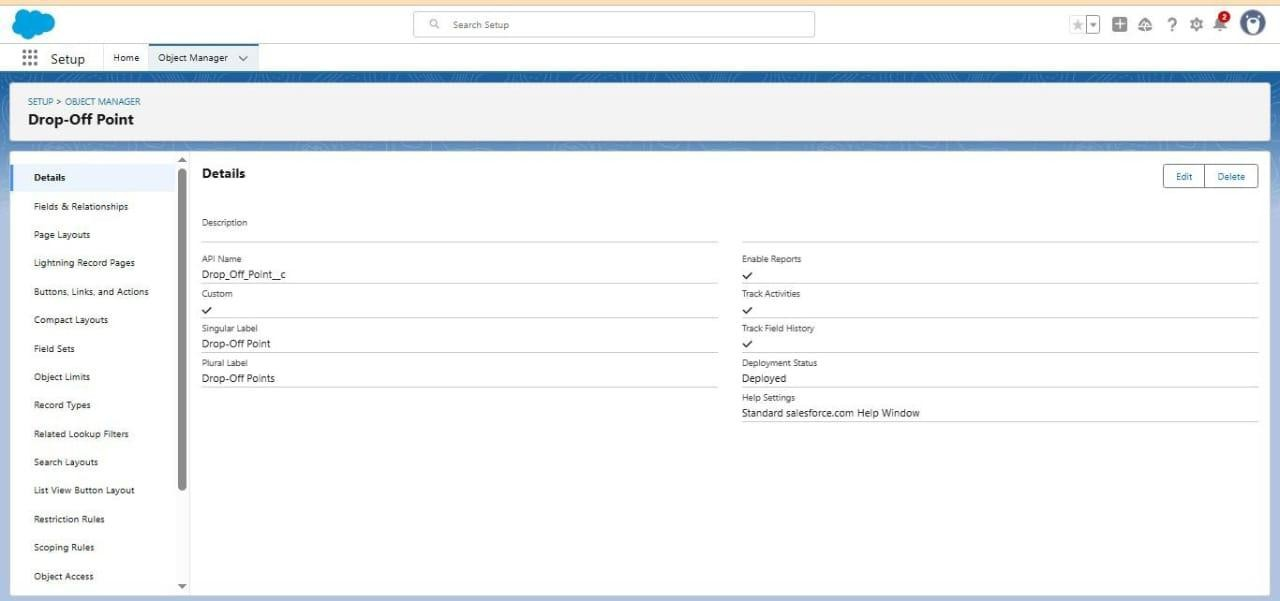 Search Setup
2
Setup
Home
Object Manager
SETUP > OBJECT MANAGER
Drop-Off Point
Details
Fields & Relationships
Page Layouts
Lightning Record Pages
Buttons, Links, and Actions
Compact Layouts
Field Sets
Object Limits
Record Types
Related Lookup Filters
Search Layouts
List View Button Layout
Restriction Rules
Scoping Rules
Object Access
Details
Edit
Delete
Description
API Name
Drop_Off_Point__c
Custom
Singular Label
Drop-Off Point
Plural Label
Drop-Off Points
Enable Reports
Track Activities
Track Field History
Deployment Status
Deployed
Help Settings
Standard salesforce.com Help Window